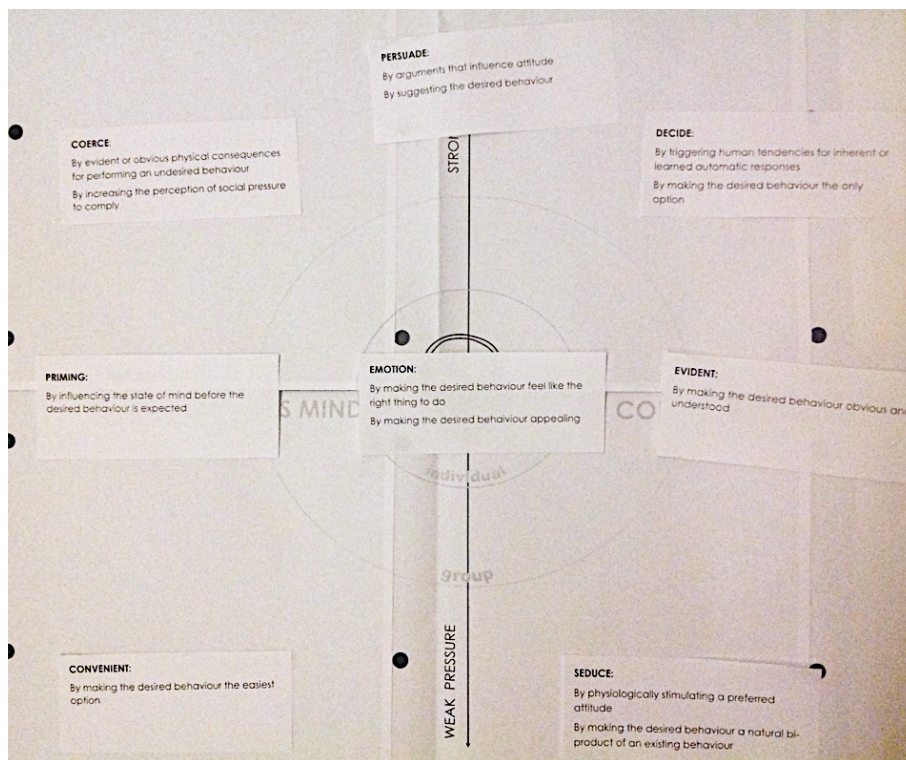 PERSUADE:
By arguments that influence attitude
By suggesting the desired behaviour
COERCE:
By evident or obvious physical consequences
for performing an undesired behaviour
By increasing the perception of social pressure
to comply
DECIDE:
By triggering human tendencies for inherent or
learned automatic responses
By making the desired behaviour the only
option
PRIMING:
By influencing the state of mind before the
desired behaviour is expected
EMOTION:
By making the desired behaviour feel like the
right thing to do
By making the desired behaiviour appealing
EVIDENT:
By making the desired behaviour obvious
understood
MIND
individual
group
WEAK PRESSURE
CONVENIENT:
By making the desired behaviour the easiest
option
SEDUCE:
By physiologically stimulating a preferred
attitude
By making the desired behaviour a natural bi-
product of an existing behaviour